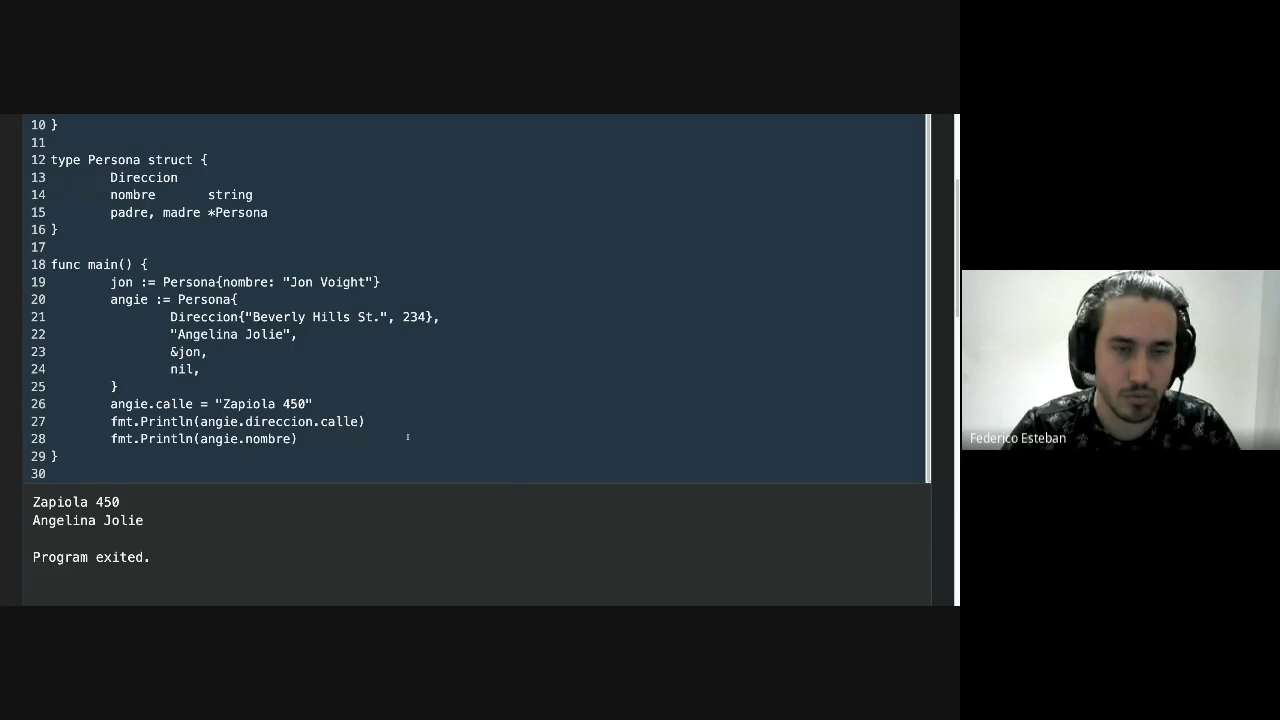 10 }
11
12 type Persona struct {
13 Direccion
14 nombre string
15 padre, madre *Persona
16 }
17
18 func main() {
19 jon := Persona{nombre: "Jon Voight"}
20 angie := Persona{
21 Direccion{"Beverly Hills St.", 234},
22 "Angelina Jolie",
23 &jon,
24 nil,
25 }
26 angie.calle = "Zapiola 450"
27 fmt.Println(angie.direccion.calle)
28 fmt.Println(angie.nombre)
29 }
30
Zapiola 450
Angelina Jolie
Program exited.
Federico Esteban